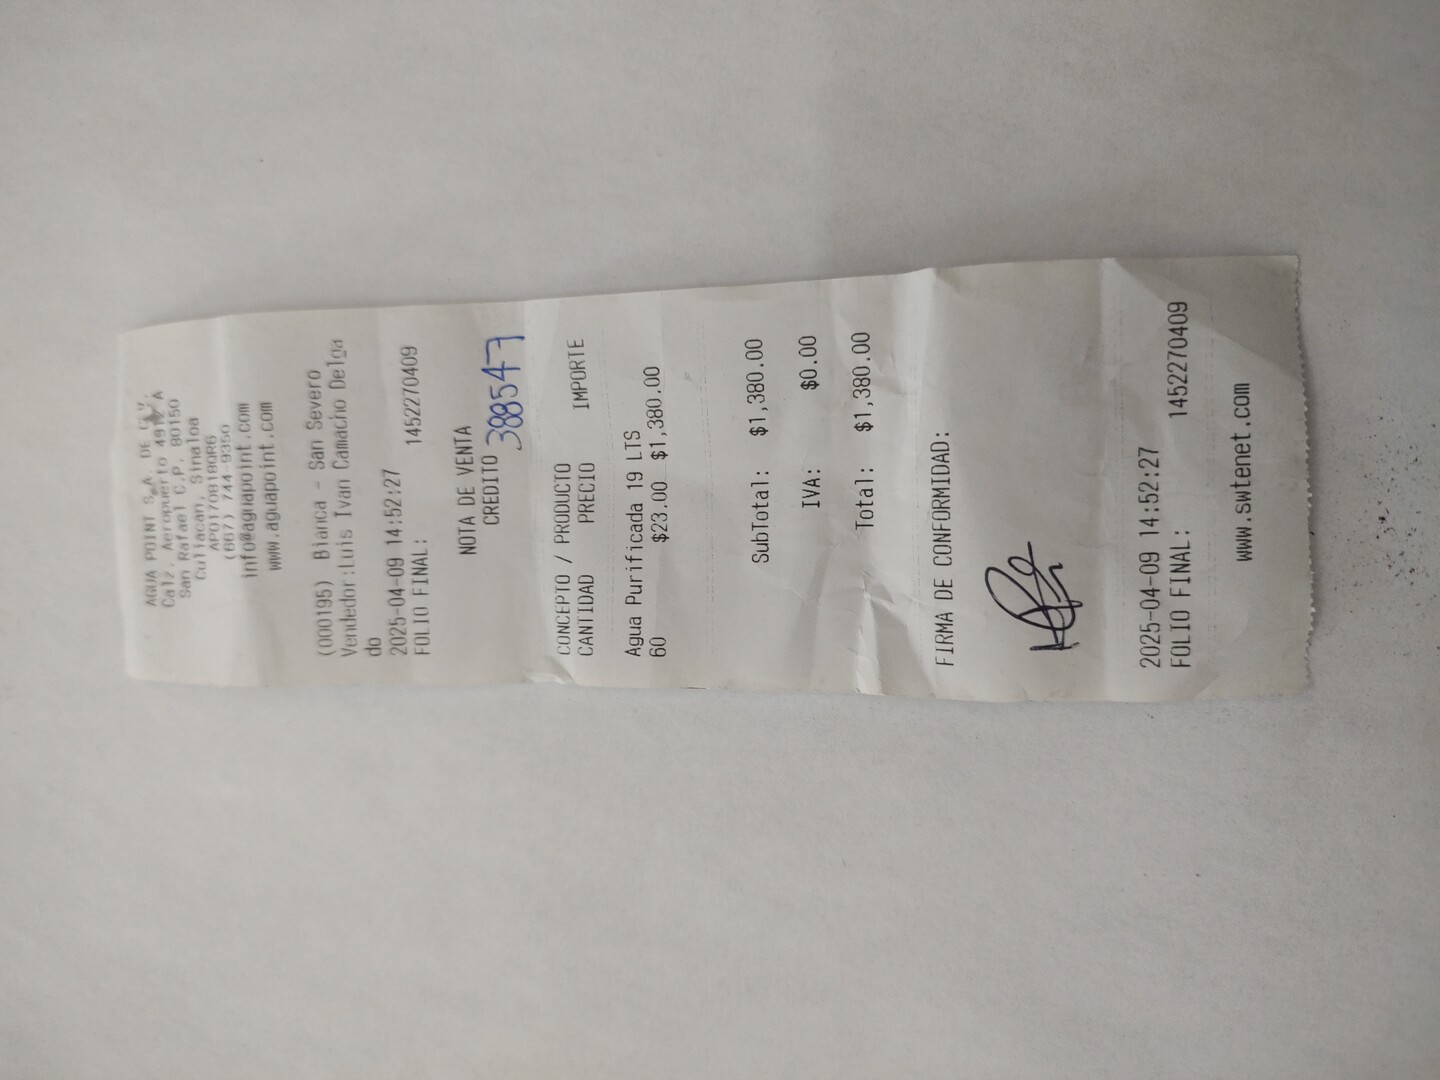 AGUA POINT S.A. DE C.V.
Calz. Aeropuerto A
San Rafael C.P. 80150
Culiacan, Sinaloa
(667) 744-9350
info@aguapoint.com
www.aguapoint.com
(000195) Bianca - San Severo
Vendedor:Luis Ivan Camacho Delga
do
2025-04-09 14:52:27
FOLIO FINAL: 1452270409
NOTA DE VENTA
CREDITO 388547
CONCEPTO / PRODUCTO
CANTIDAD PRECIO IMPORTE
Agua Purificada 19 LTS
60 $23.00 $1,380.00
SubTotal: $1,380.00
IVA: $0.00
Total: $1,380.00
FIRMA DE CONFORMIDAD:
2025-04-09 14:52:27
FOLIO FINAL: 1452270409
www.swtenet.com